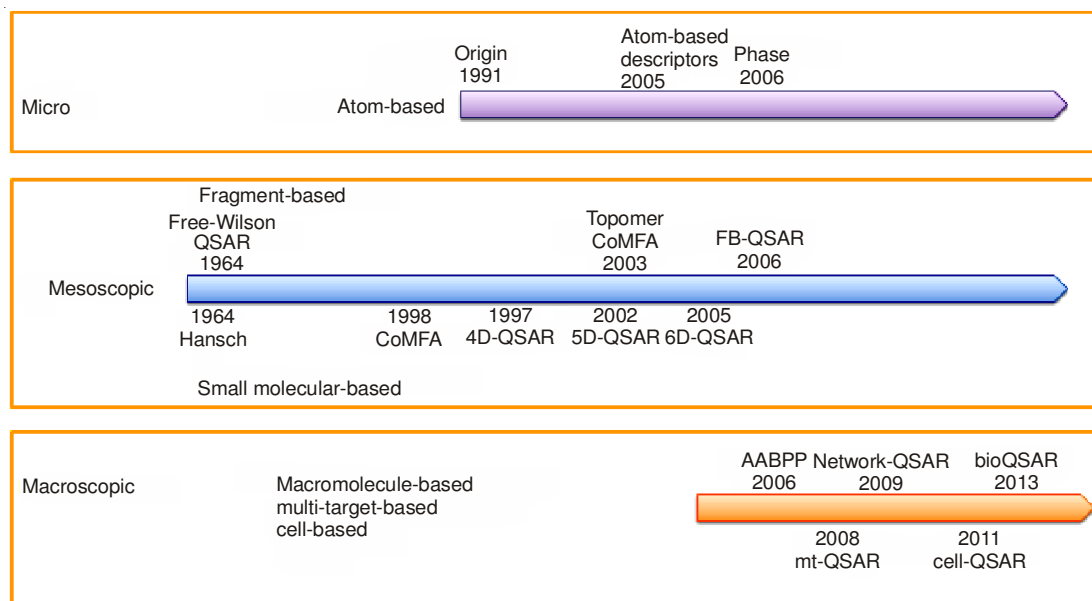 Origin
1991
Atom-based
descriptors
2005
Phase
2006
Micro
Atom-based
Fragment-based
Free-Wilson
QSAR
1964
Topomer
CoMFA
2003
FB-QSAR
2006
Mesoscopic
1964
Hansch
1998
CoMFA
1997
4D-QSAR
2002
5D-QSAR
2005
6D-QSAR
Small molecular-based
Macroscopic
Macromolecule-based
multi-target-based
cell-based
AABPP
2006
Network-QSAR
2009
bioQSAR
2013
2008
mt-QSAR
2011
cell-QSAR